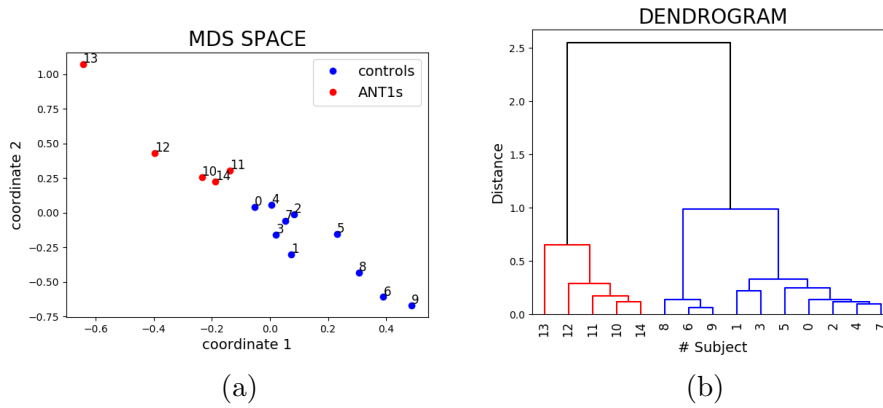 MDS SPACE
13
controls
ANT1s
12
11
10
14
0
4
7
2
3
5
1
8
6
9
1.00
0.75
0.50
0.25
0.00
−0.25
−0.50
−0.75
coordinate 2
−0.6 −0.4 −0.2 0.0 0.2 0.4
coordinate 1
(a)
DENDROGRAM
2.5
2.0
1.5
1.0
0.5
0.0
Distance
13 12 11 10 14 8 6 9 1 3 5 0 2 4 7
# Subject
(b)